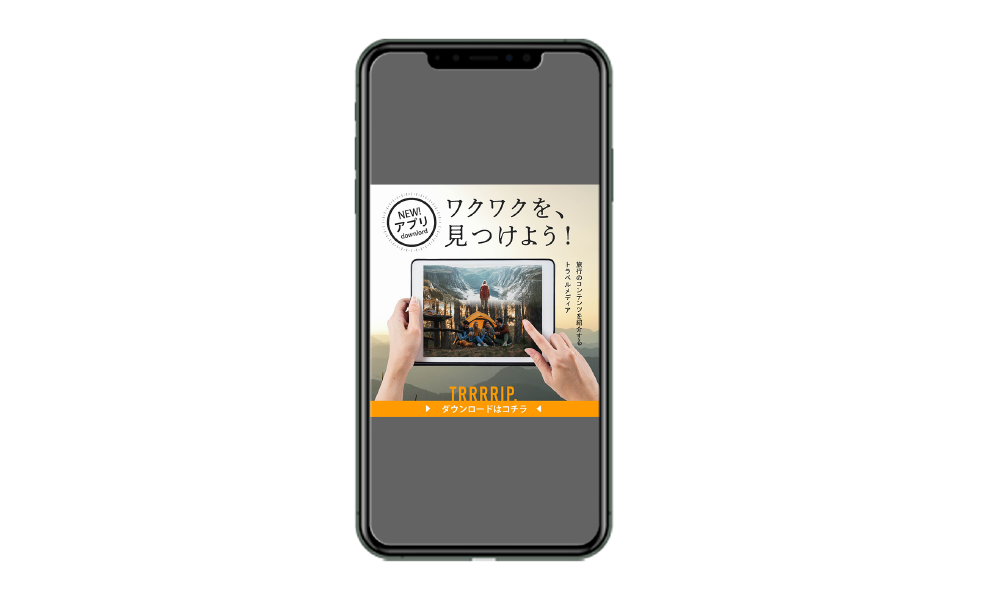 NEW!
アプリ
downlord
ワクワクを、
見つけよう!
旅行のコンテンツを紹介する
トラベルメディア
TRRRRIP.
ダウンロードはコチラ